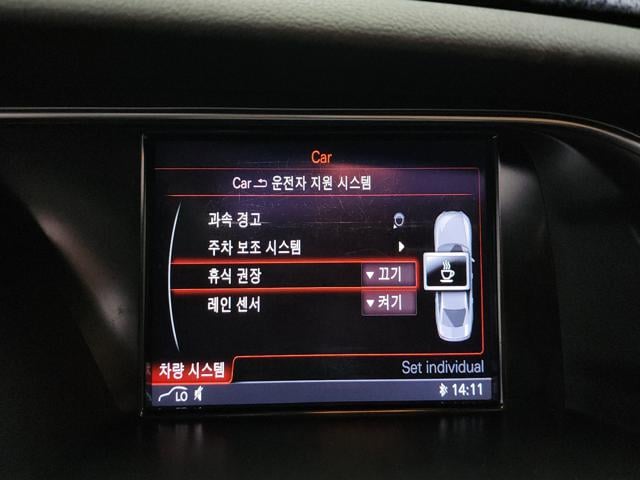 Car
Car 운전자 지원 시스템
과속 경고
주차 보조 시스템
휴식 권장 ▼ 끄기
레인 센서 ▼ 켜기
차량 시스템 Set individual
LO 14:11